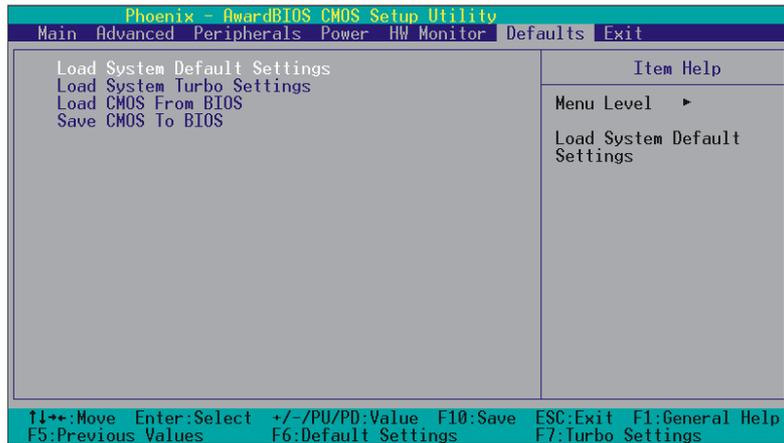 Phoenix - AwardBIOS CMOS Setup Utility
Main Advanced Peripherals Power HW Monitor Defaults Exit
Load System Default Settings
Load System Turbo Settings
Load CMOS From BIOS
Save CMOS To BIOS
Item Help
Menu Level ►
Load System Default
Settings
↑↓→←:Move Enter:Select +/-/PU/PD:Value F10:Save ESC:Exit F1:General Help
F5:Previous Values F6:Default Settings F7:Turbo Settings